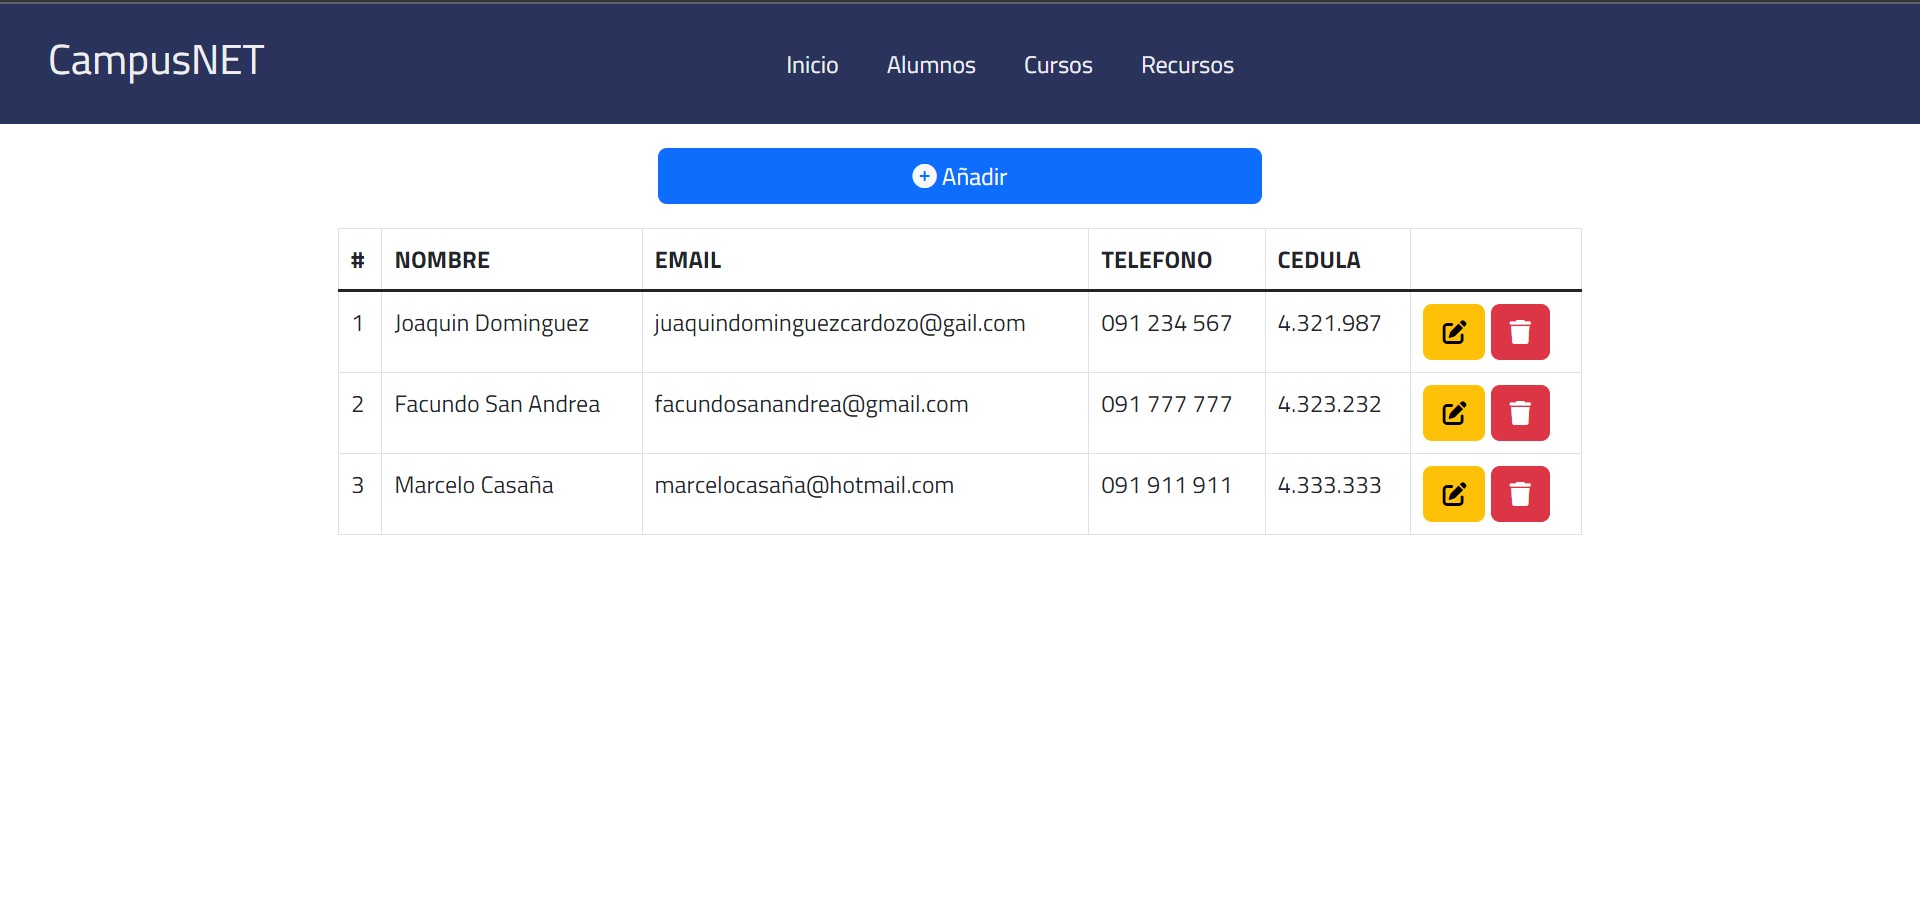 CampusNET
Inicio Alumnos Cursos Recursos
Añadir
# NOMBRE EMAIL TELEFONO CEDULA
1 Joaquin Dominguez juaquindominguezcardozo@gail.com 091 234 567 4.321.987
2 Facundo San Andrea facundosanandrea@gmail.com 091 777 777 4.323.232
3 Marcelo Casaña marcelocasaña@hotmail.com 091 911 911 4.333.333